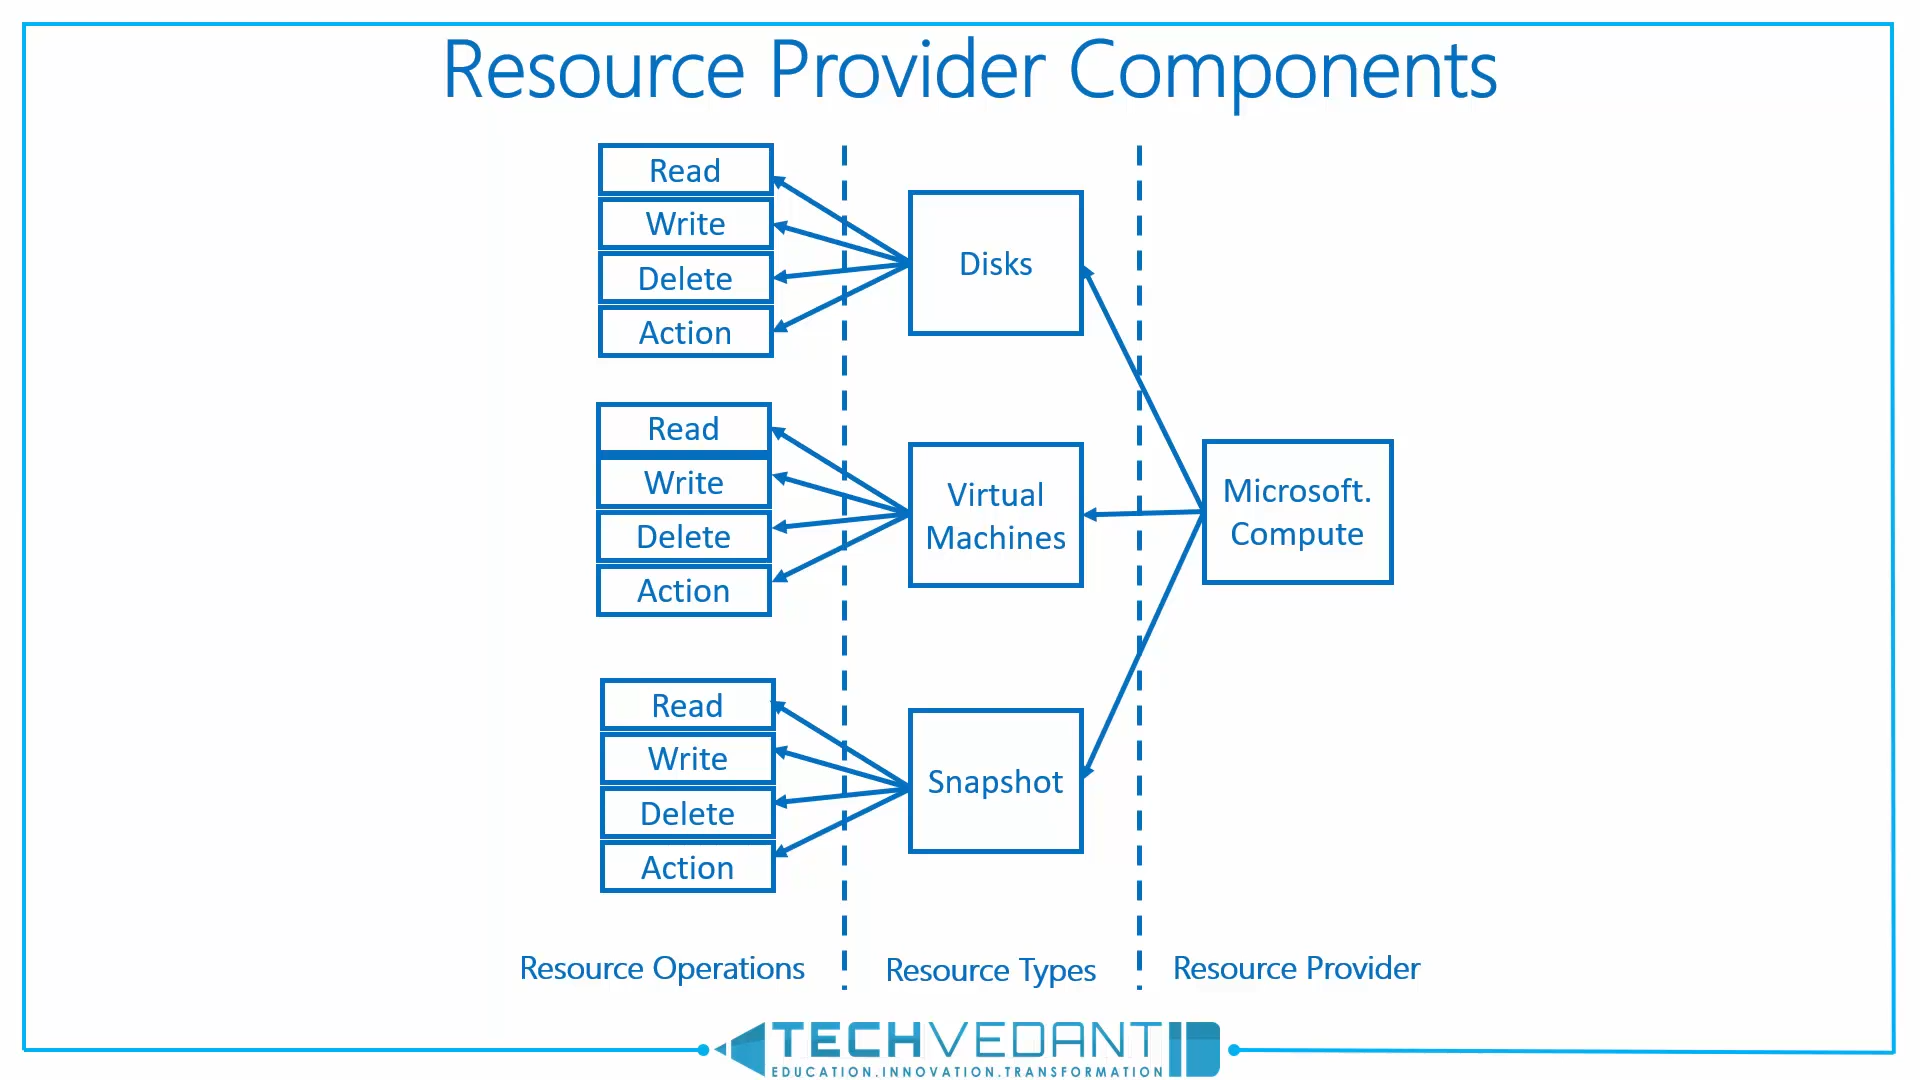 Resource Provider Components
Read
Write
Delete
Action
Disks
Read
Write
Delete
Action
Virtual
Machines
Microsoft.
Compute
Read
Write
Delete
Action
Snapshot
Resource Operations
Resource Types
Resource Provider
TECHVEDANT
EDUCATION.INNOVATION.TRANSFORMATION